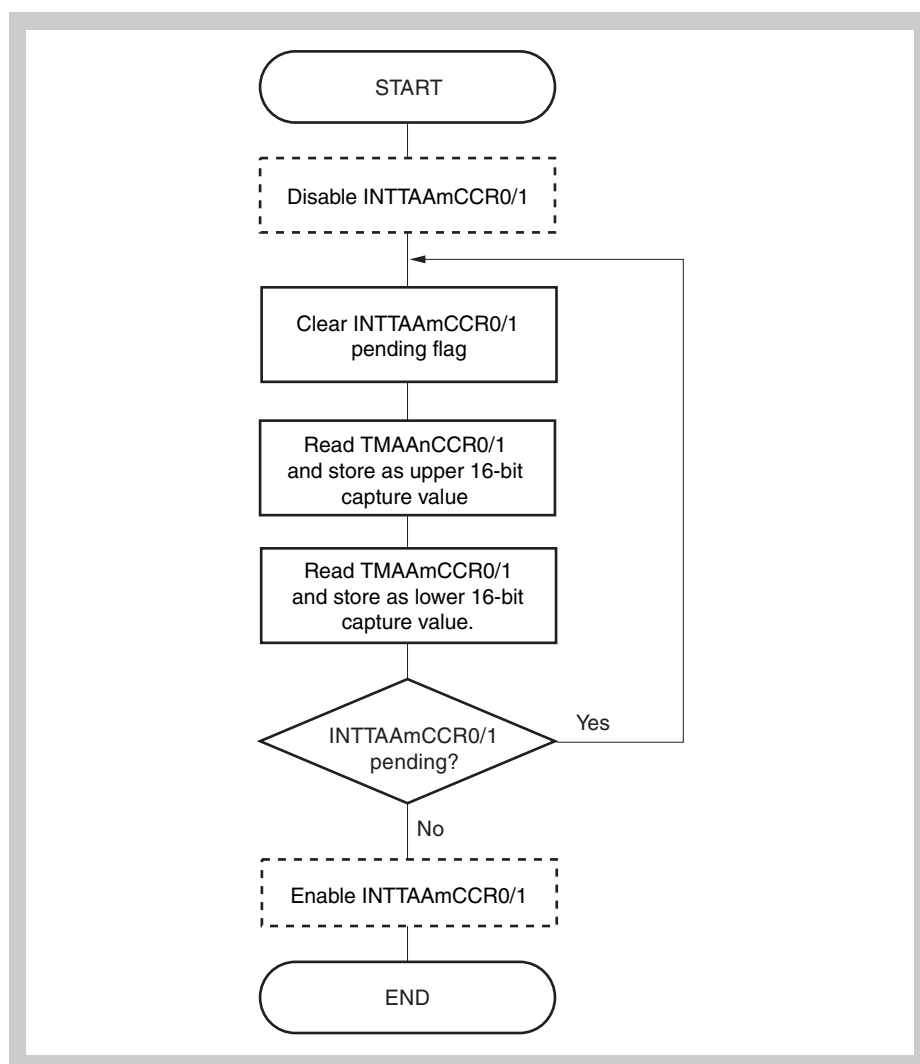 START
Disable INTTAAmCCR0/1
Clear INTTAAmCCR0/1
pending flag
Read TMAAnCCR0/1
and store as upper 16-bit
capture value
Read TMAAmCCR0/1
and store as lower 16-bit
capture value.
INTTAAmCCR0/1
pending?
Yes
No
Enable INTTAAmCCR0/1
END